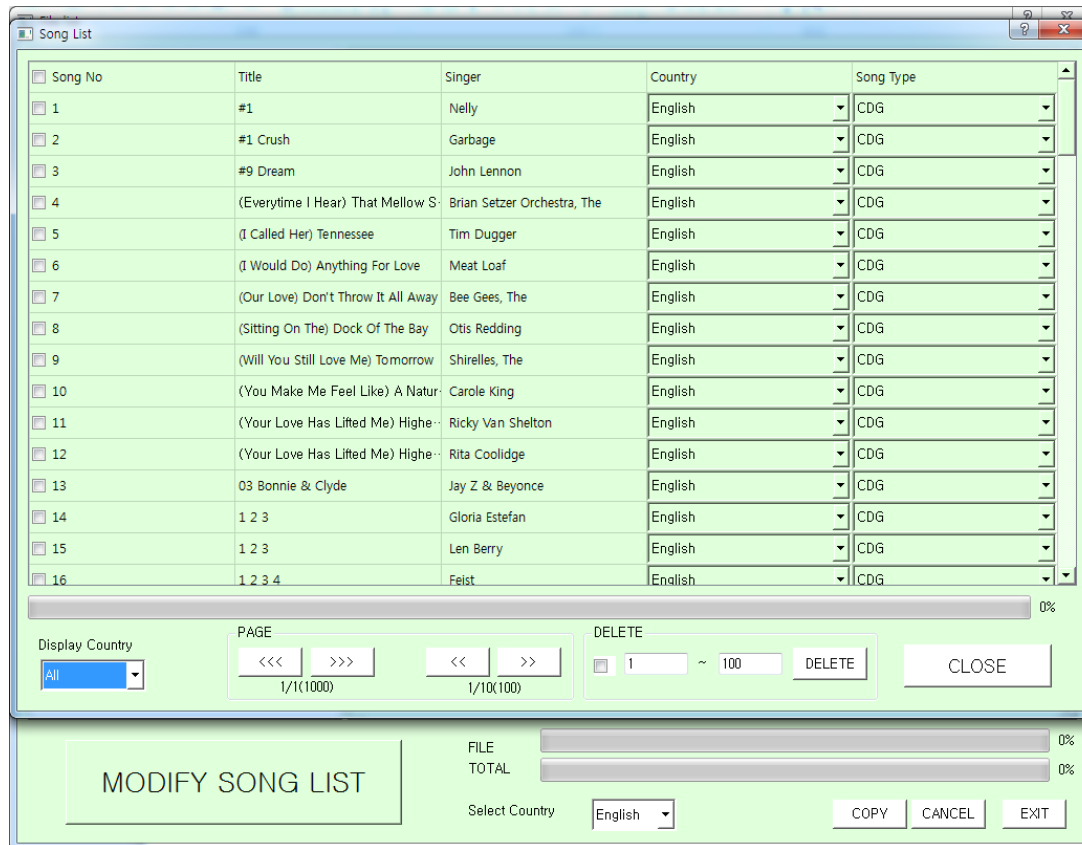 Song List
Song No Title Singer Country Song Type
1 #1 Nelly English CDG
2 #1 Crush Garbage English CDG
3 #9 Dream John Lennon English CDG
4 (Everytime I Hear) That Mellow S· Brian Setzer Orchestra, The English CDG
5 (I Called Her) Tennessee Tim Dugger English CDG
6 (I Would Do) Anything For Love Meat Loaf English CDG
7 (Our Love) Don't Throw It All Away Bee Gees, The English CDG
8 (Sitting On The) Dock Of The Bay Otis Redding English CDG
9 (Will You Still Love Me) Tomorrow Shirelles, The English CDG
10 (You Make Me Feel Like) A Natur· Carole King English CDG
11 (Your Love Has Lifted Me) Highe·· Ricky Van Shelton English CDG
12 (Your Love Has Lifted Me) Highe·· Rita Coolidge English CDG
13 03 Bonnie & Clyde Jay Z & Beyonce English CDG
14 1 2 3 Gloria Estefan English CDG
15 1 2 3 Len Berry English CDG
16 1 2 3 4 Feist English CDG
0%
Display Country PAGE DELETE
All <<< >>> << >> 1 ~ 100 DELETE CLOSE
1/1(1000) 1/10(100)
MODIFY SONG LIST
FILE 0%
TOTAL 0%
Select Country English COPY CANCEL EXIT